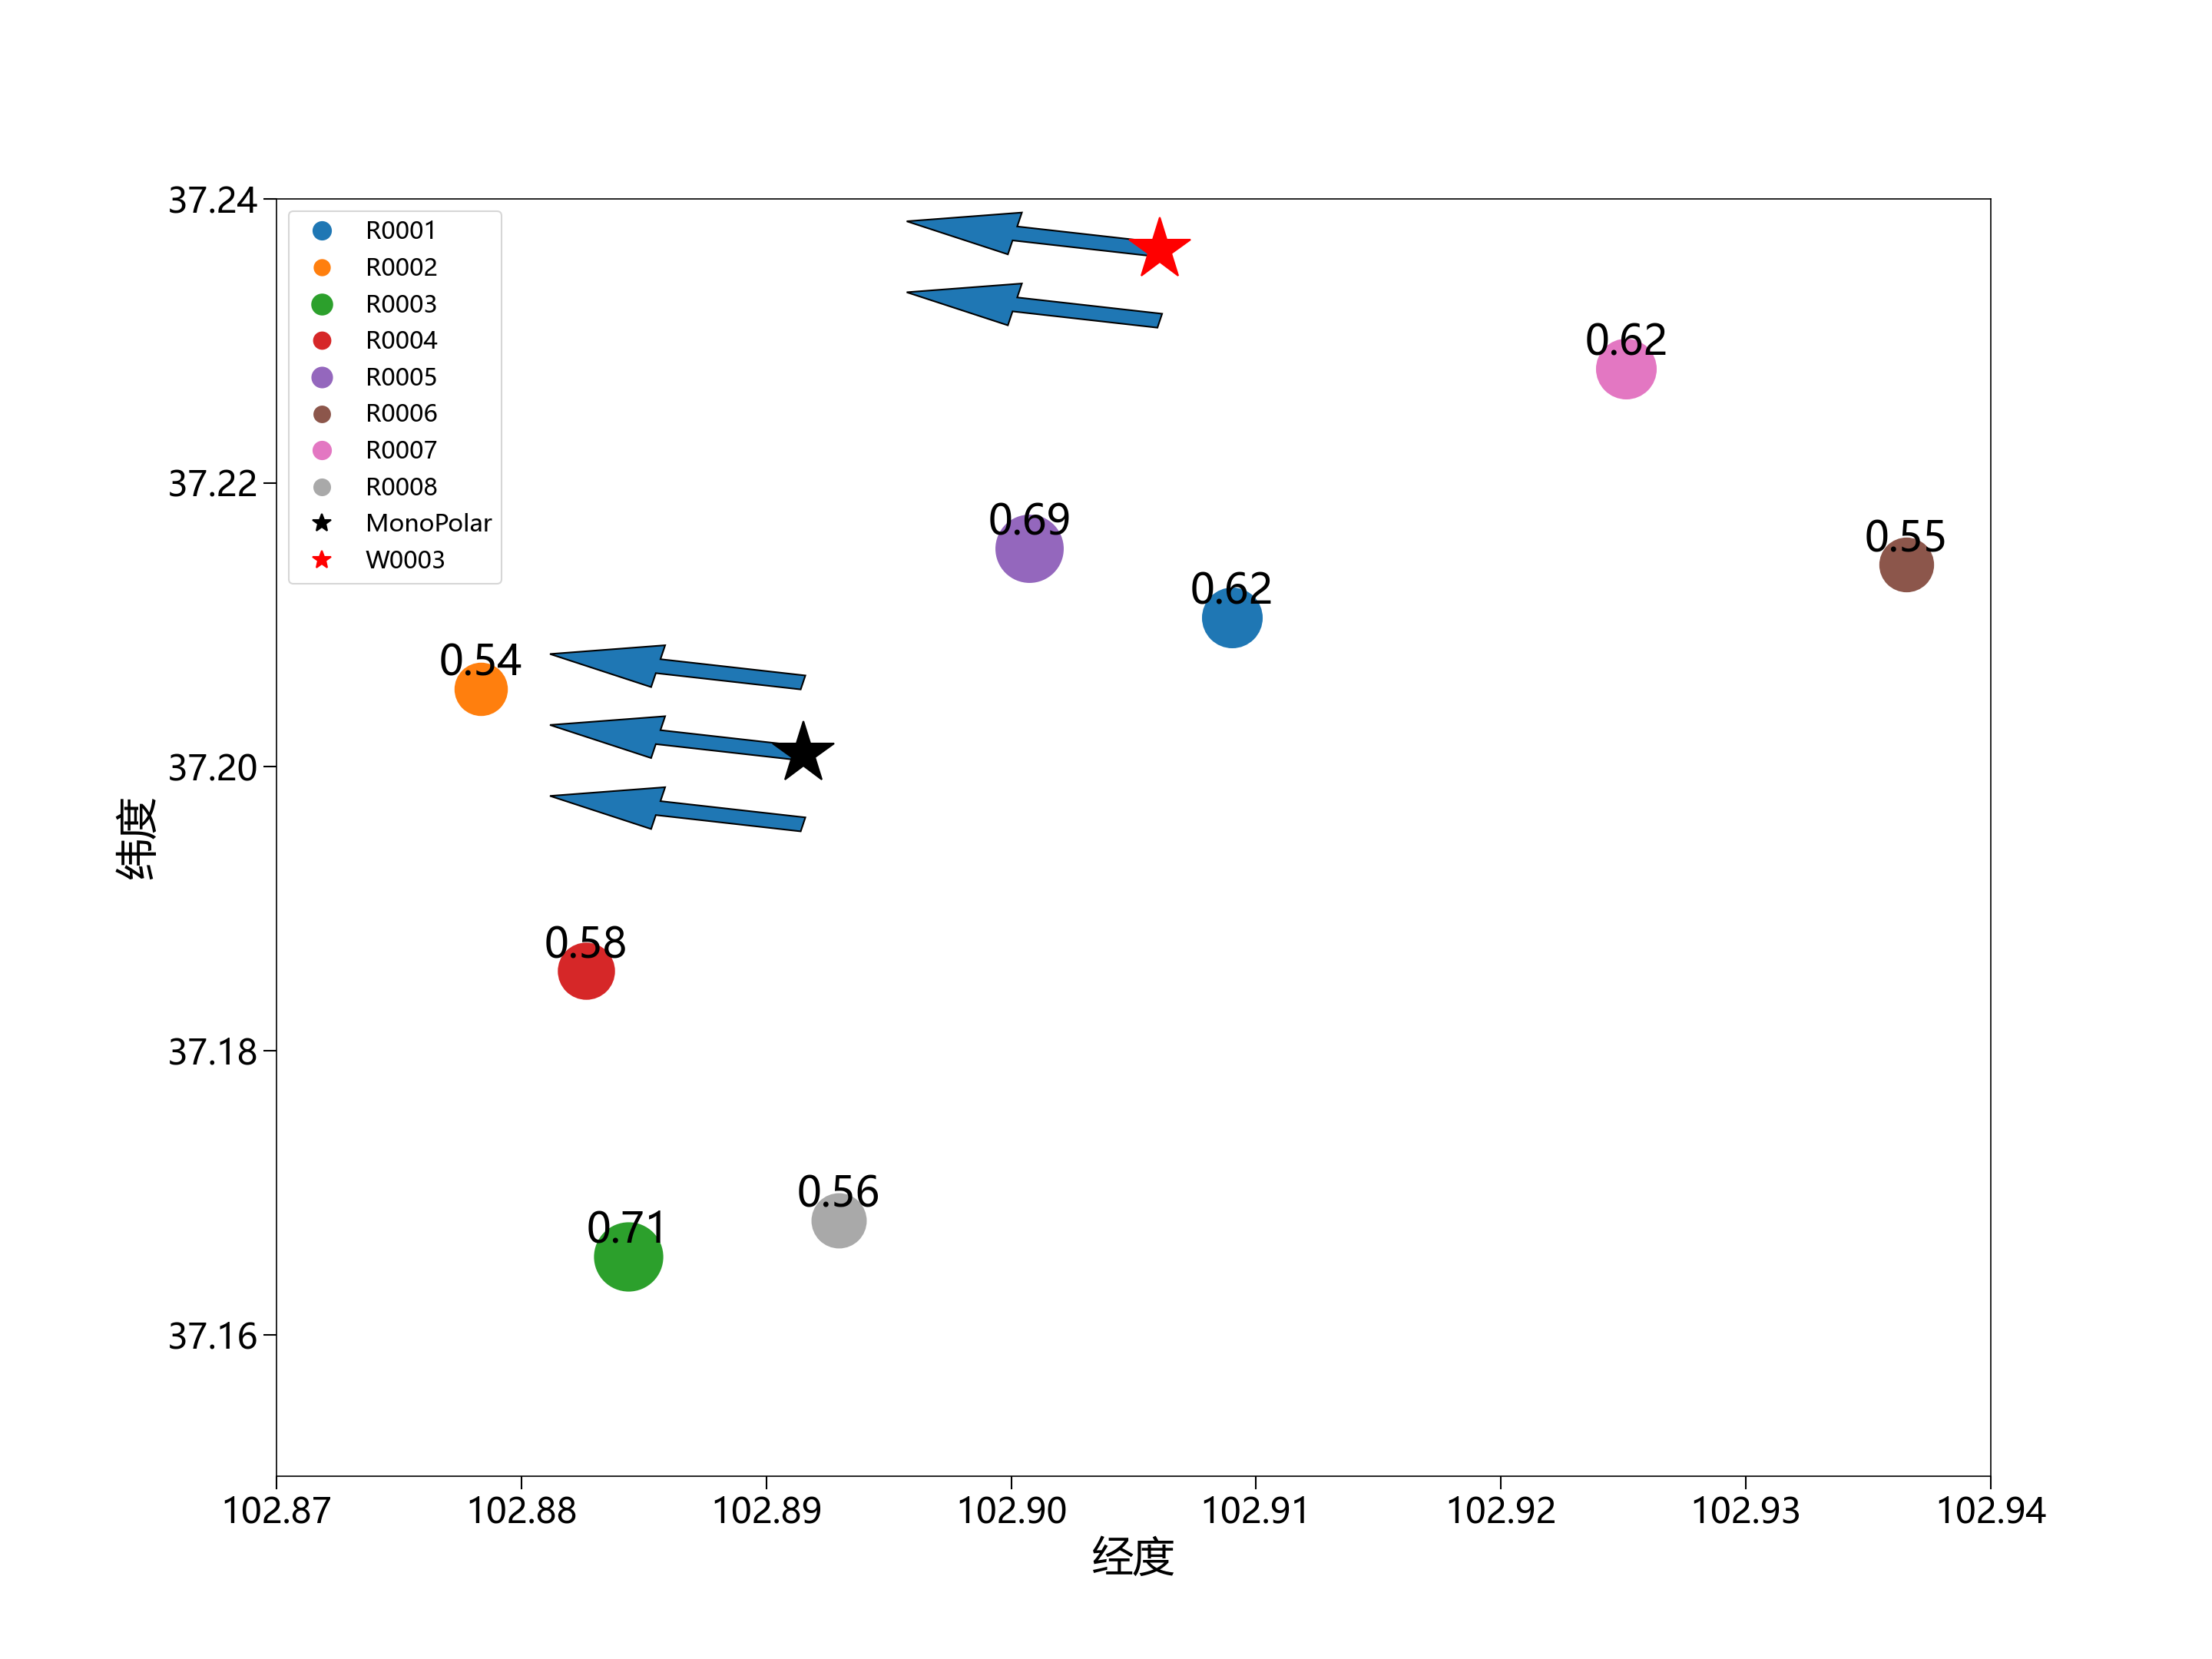 37.24
37.22
37.20
37.18
37.16
纬度
R0001
R0002
R0003
R0004
R0005
R0006
R0007
R0008
MonoPolar
W0003
0.62
0.69
0.55
0.62
0.54
0.58
0.56
0.71
102.87 102.88 102.89 102.90 102.91 102.92 102.93 102.94
经度